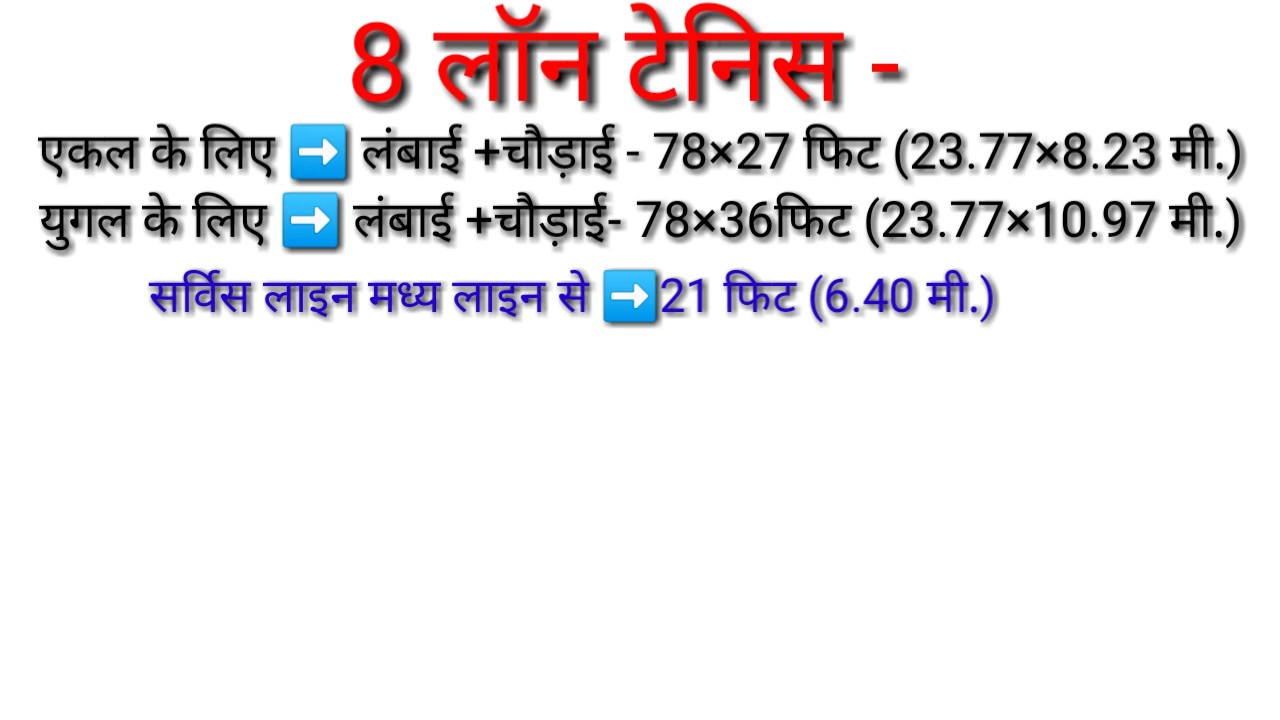 8 लॉन टेनिस -
एकल के लिए ➡️ लंबाई +चौड़ाई - 78×27 फिट (23.77×8.23 मी.)
युगल के लिए ➡️ लंबाई +चौड़ाई- 78×36फिट (23.77×10.97 मी.)
सर्विस लाइन मध्य लाइन से ➡️21 फिट (6.40 मी.)